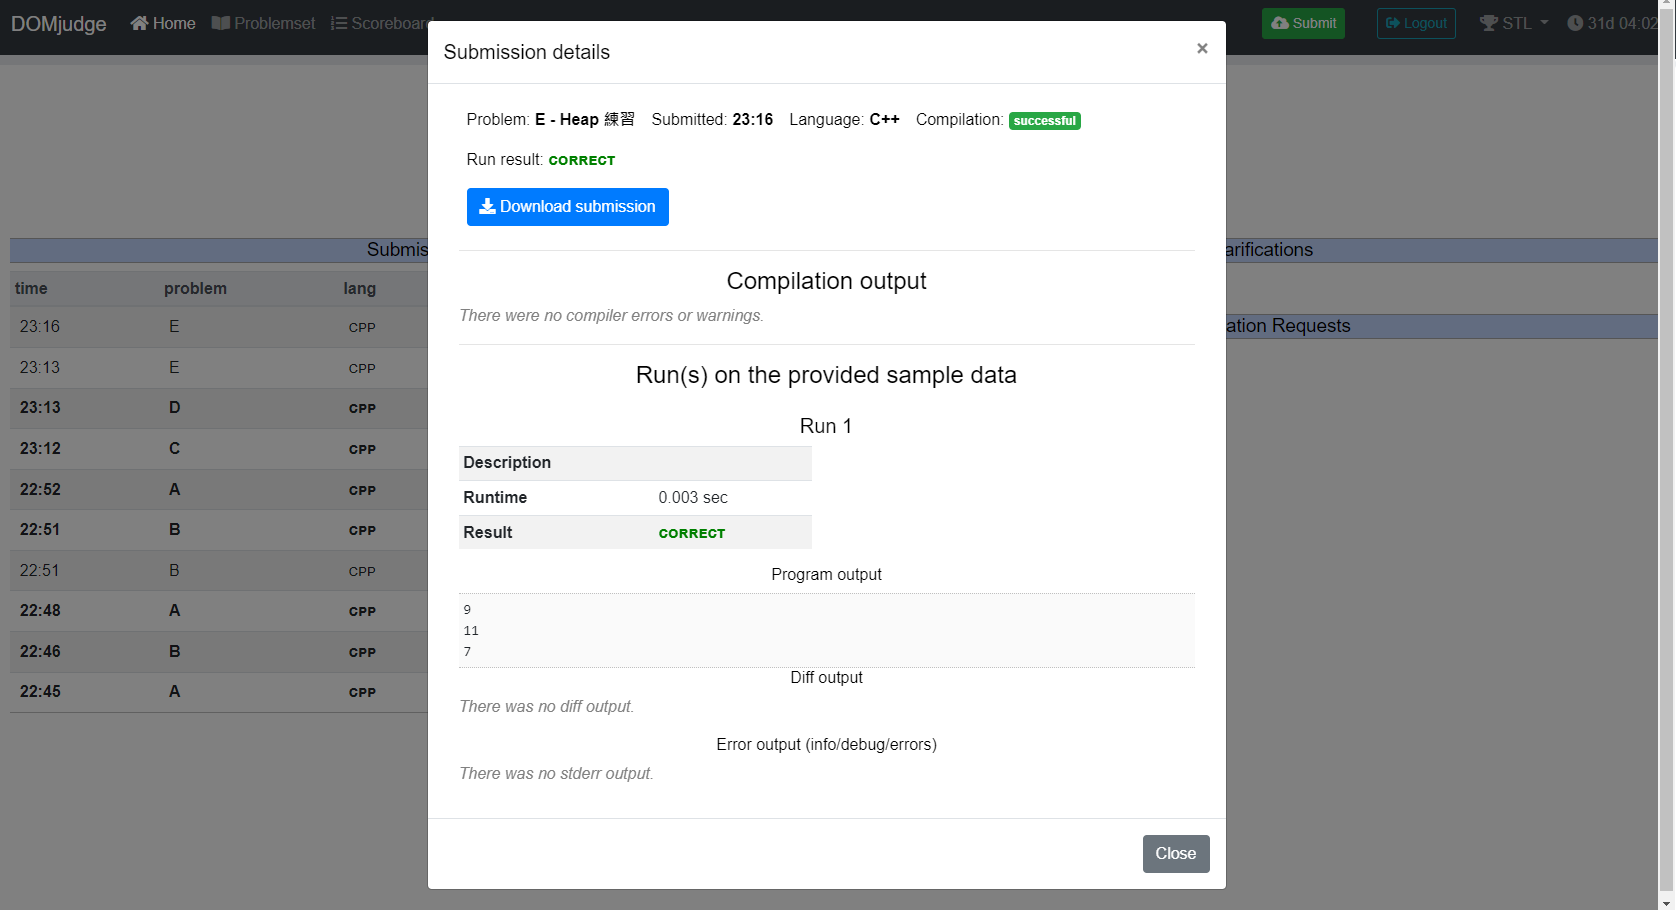 DOMjudge Home Problemset Scoreboard Submit Logout STL 31d 04:02
Submission details ×
Problem: E - Heap 練習 Submitted: 23:16 Language: C++ Compilation: successful
Run result: CORRECT
Download submission
Compilation output
There were no compiler errors or warnings.
Run(s) on the provided sample data
Run 1
Description
Runtime 0.003 sec
Result CORRECT
Program output
9
11
7
Diff output
There was no diff output.
Error output (info/debug/errors)
There was no stderr output.
Close
Submis
time problem lang
23:16 E CPP
23:13 E CPP
23:13 D CPP
23:12 C CPP
22:52 A CPP
22:51 B CPP
22:51 B CPP
22:48 A CPP
22:46 B CPP
22:45 A CPP
arifications
ation Requests